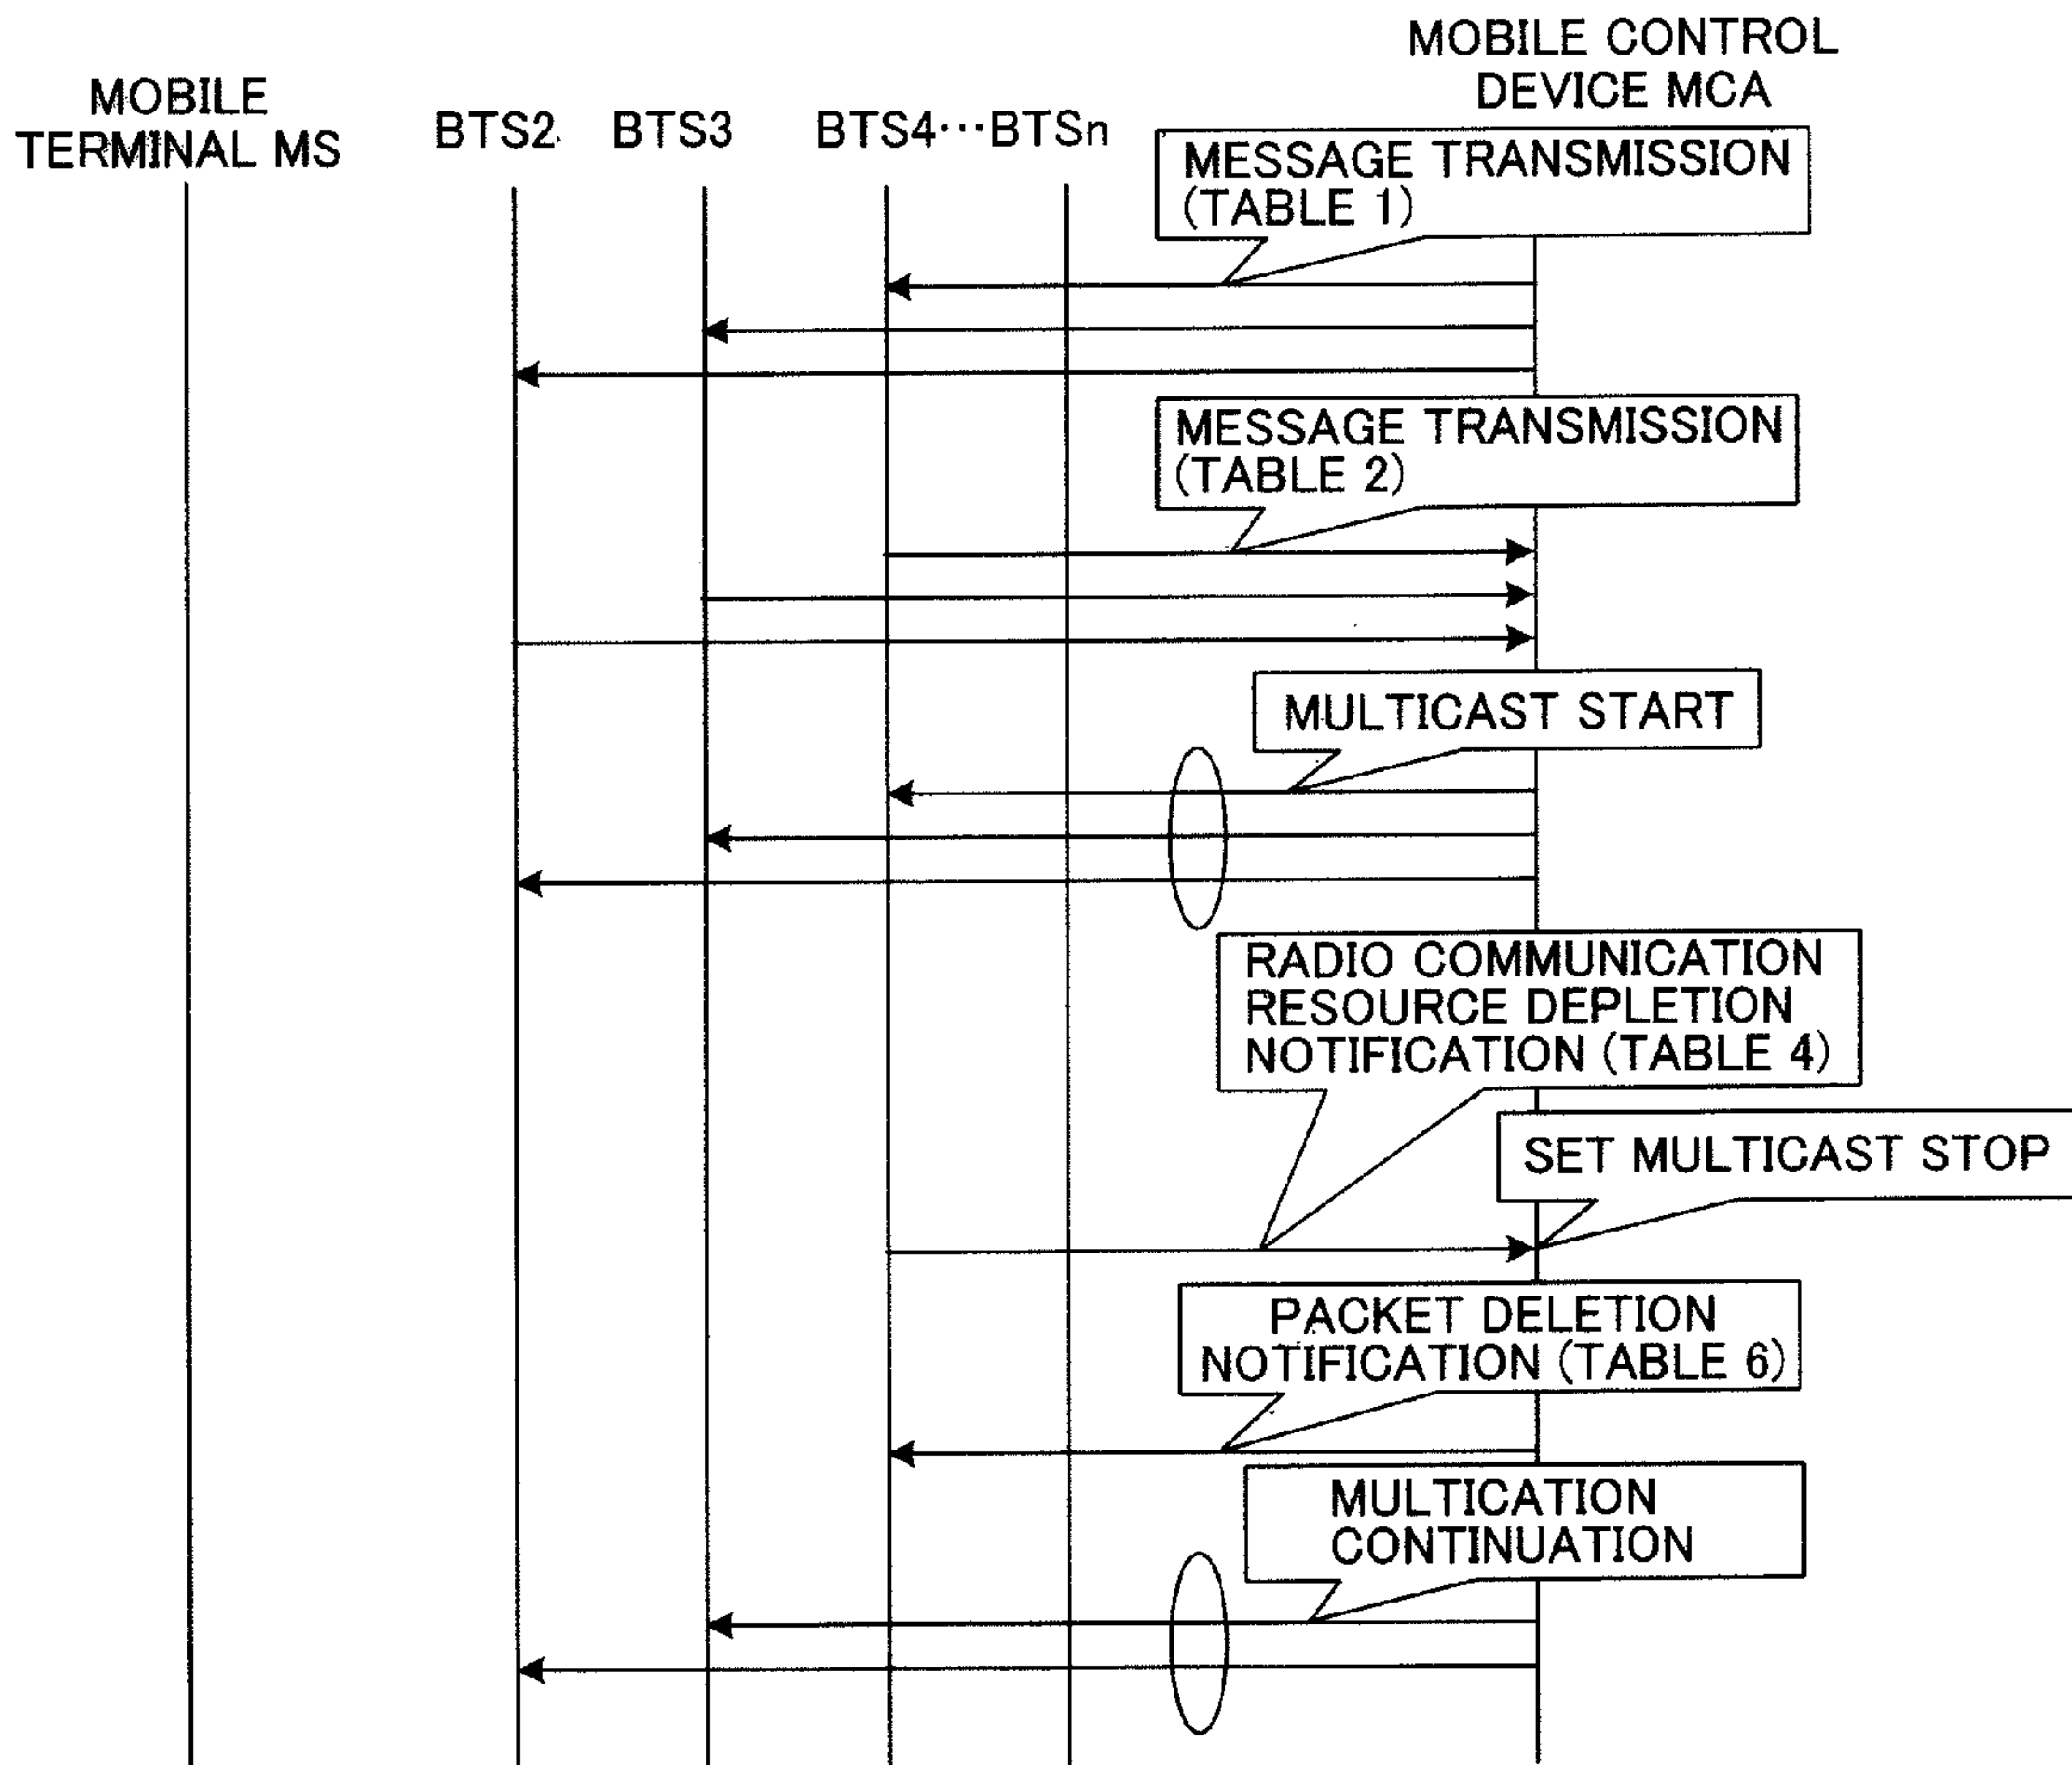 MOBILE CONTROL
DEVICE MCA
MOBILE
TERMINAL MS
BTS2
BTS3
BTS4···BTSn
MESSAGE TRANSMISSION
(TABLE 1)
MESSAGE TRANSMISSION
(TABLE 2)
MULTICAST START
RADIO COMMUNICATION
RESOURCE DEPLETION
NOTIFICATION (TABLE 4)
SET MULTICAST STOP
PACKET DELETION
NOTIFICATION (TABLE 6)
MULTICATION
CONTINUATION